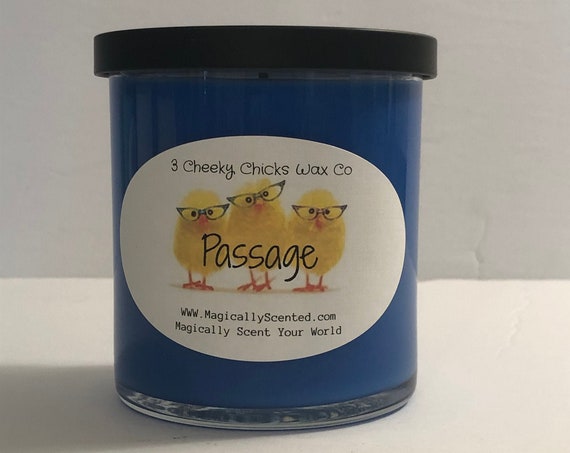 3 Cheeky Chicks Wax Co
Passage
WWW.MagicallyScented.com
Magically Scent Your World